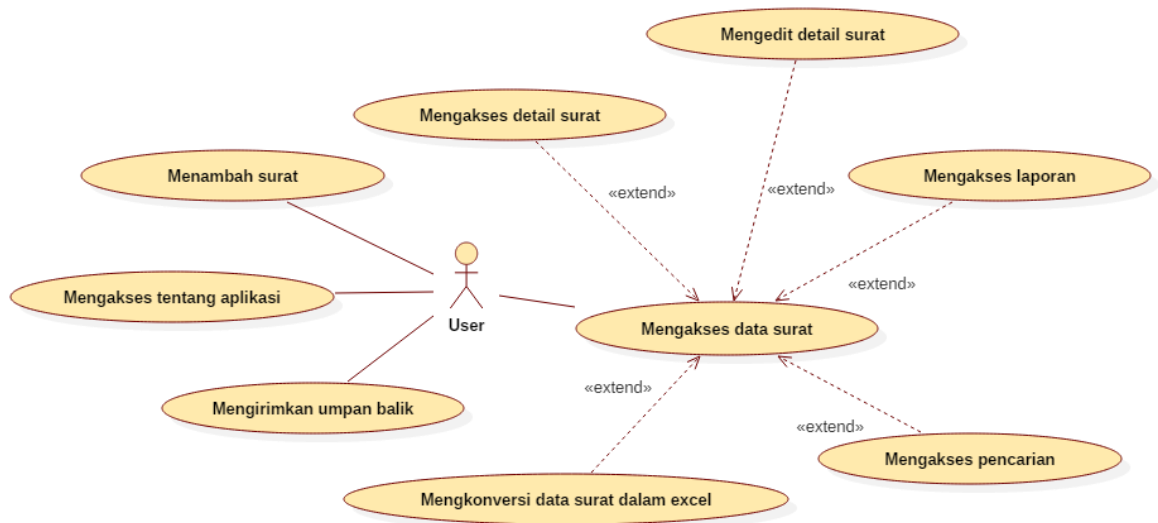 Mengedit detail surat
Mengakses detail surat
Menambah surat
Mengakses laporan
«extend»
«extend»
«extend»
Mengakses tentang aplikasi
User
Mengakses data surat
«extend»
Mengirimkan umpan balik
«extend»
Mengakses pencarian
Mengkonversi data surat dalam excel